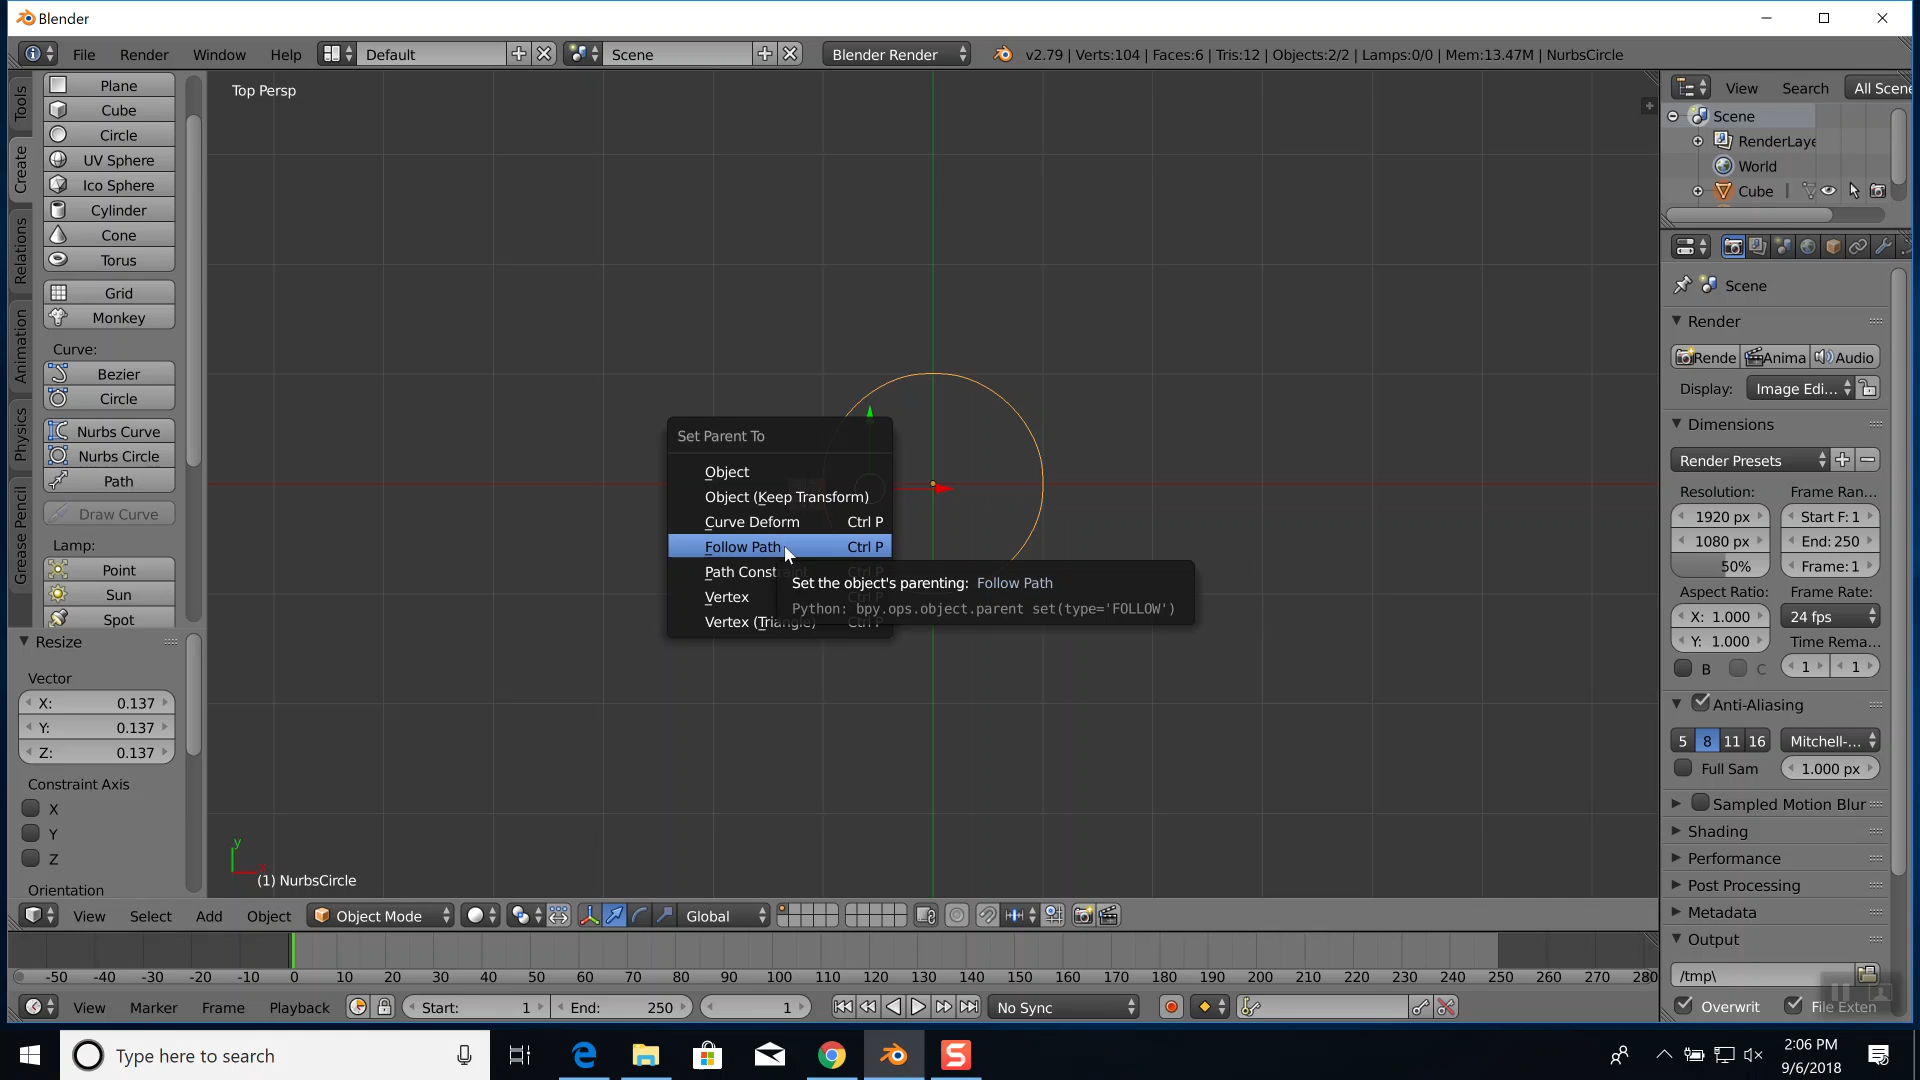 Blender
File Render Window Help Default Scene Blender Render v2.79 | Verts:104 | Faces:6 | Tris:12 | Objects:2/2 | Lamps:0/0 | Mem:13.47M | NurbsCircle
Tools
Create
Relations
Animation
Physics
Grease Pencil
Plane
Cube
Circle
UV Sphere
Ico Sphere
Cylinder
Cone
Torus
Grid
Monkey
Curve:
Bezier
Circle
Nurbs Curve
Nurbs Circle
Path
Draw Curve
Lamp:
Point
Sun
Spot
Resize
Vector
X: 0.137
Y: 0.137
Z: 0.137
Constraint Axis
X
Y
Z
Orientation
Top Persp
Set Parent To
Object
Object (Keep Transform)
Curve Deform Ctrl P
Follow Path Ctrl P
Path Constraint Ctrl P
Vertex Ctrl P
Vertex (Triangle) Ctrl P
Set the object's parenting: Follow Path
Python: bpy.ops.object.parent set(type='FOLLOW')
y
x
(1) NurbsCircle
View Search All Scene
Scene
RenderLaye
World
Cube
Scene
Render
Rende Anima Audio
Display: Image Edi...
Dimensions
Render Presets
Resolution: Frame Ran...
1920 px Start F: 1
1080 px End: 250
50% Frame: 1
Aspect Ratio: Frame Rate:
X: 1.000 24 fps
Y: 1.000 Time Rema...
B C 1 1
Anti-Aliasing
5 8 11 16 Mitchell-...
Full Sam 1.000 px
Sampled Motion Blur
Shading
Performance
Post Processing
Metadata
Output
/tmp\
Overwrit File Exten
View Select Add Object Object Mode Global
-50 -40 -30 -20 -10 0 10 20 30 40 50 60 70 80 90 100 110 120 130 140 150 160 170 180 190 200 210 220 230 240 250 260 270 280
View Marker Frame Playback Start: 1 End: 250 1 No Sync
Type here to search
2:06 PM
9/6/2018